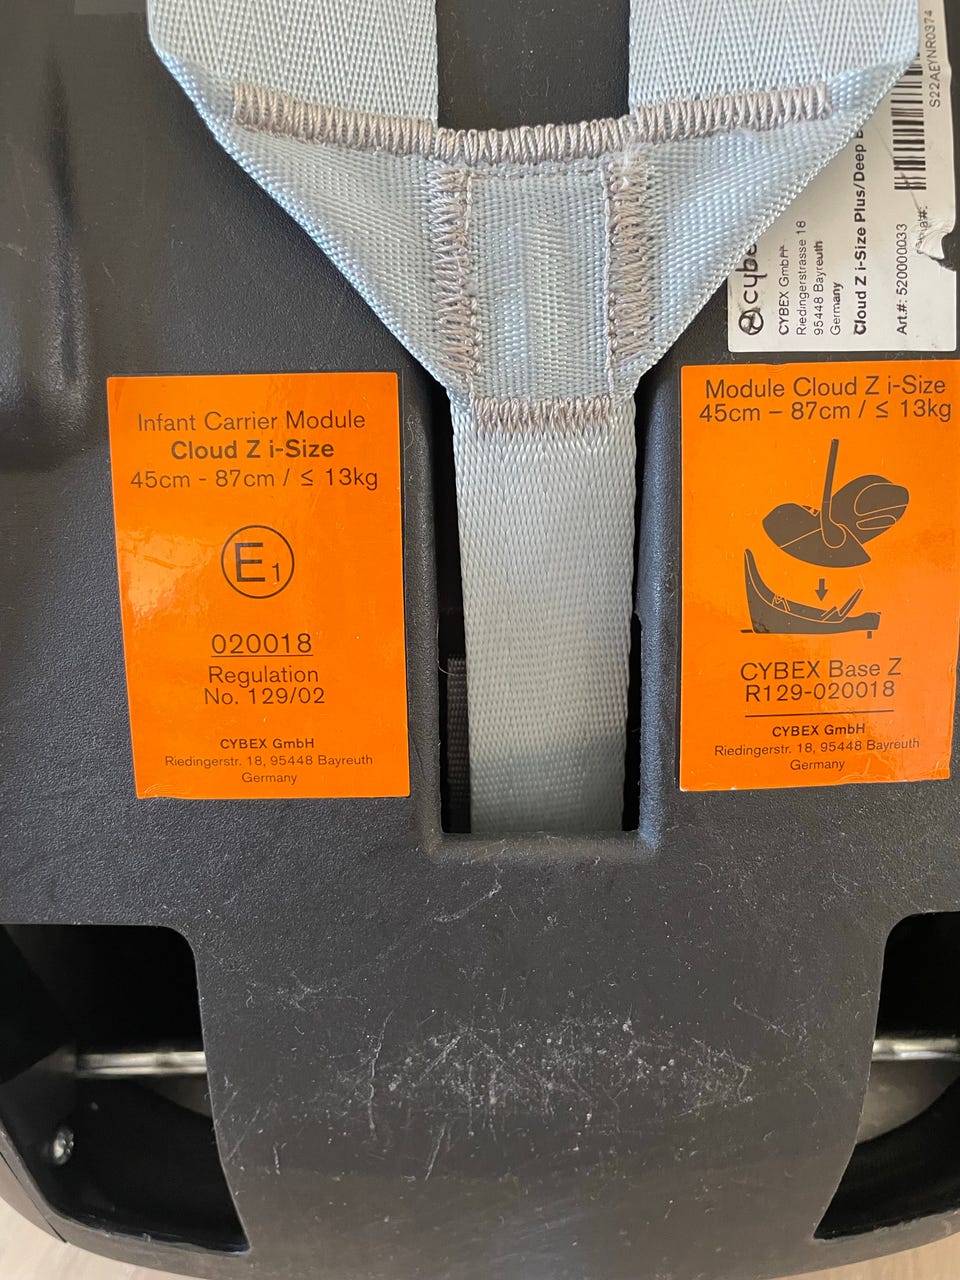 S22AEYNR0374
cybe
CYBEX GmbH
Riedingerstrasse 18
95448 Bayreuth
Germany
Cloud Z i-Size Plus/Deep
Art.#: 520000033
Infant Carrier Module
Cloud Z i-Size
45cm - 87cm / ≤ 13kg
E1
020018
Regulation
No. 129/02
CYBEX GmbH
Riedingerstr. 18, 95448 Bayreuth
Germany
Module Cloud Z i-Size
45cm – 87cm / ≤ 13kg
CYBEX Base Z
R129-020018
CYBEX GmbH
Riedingerstr. 18, 95448 Bayreuth
Germany